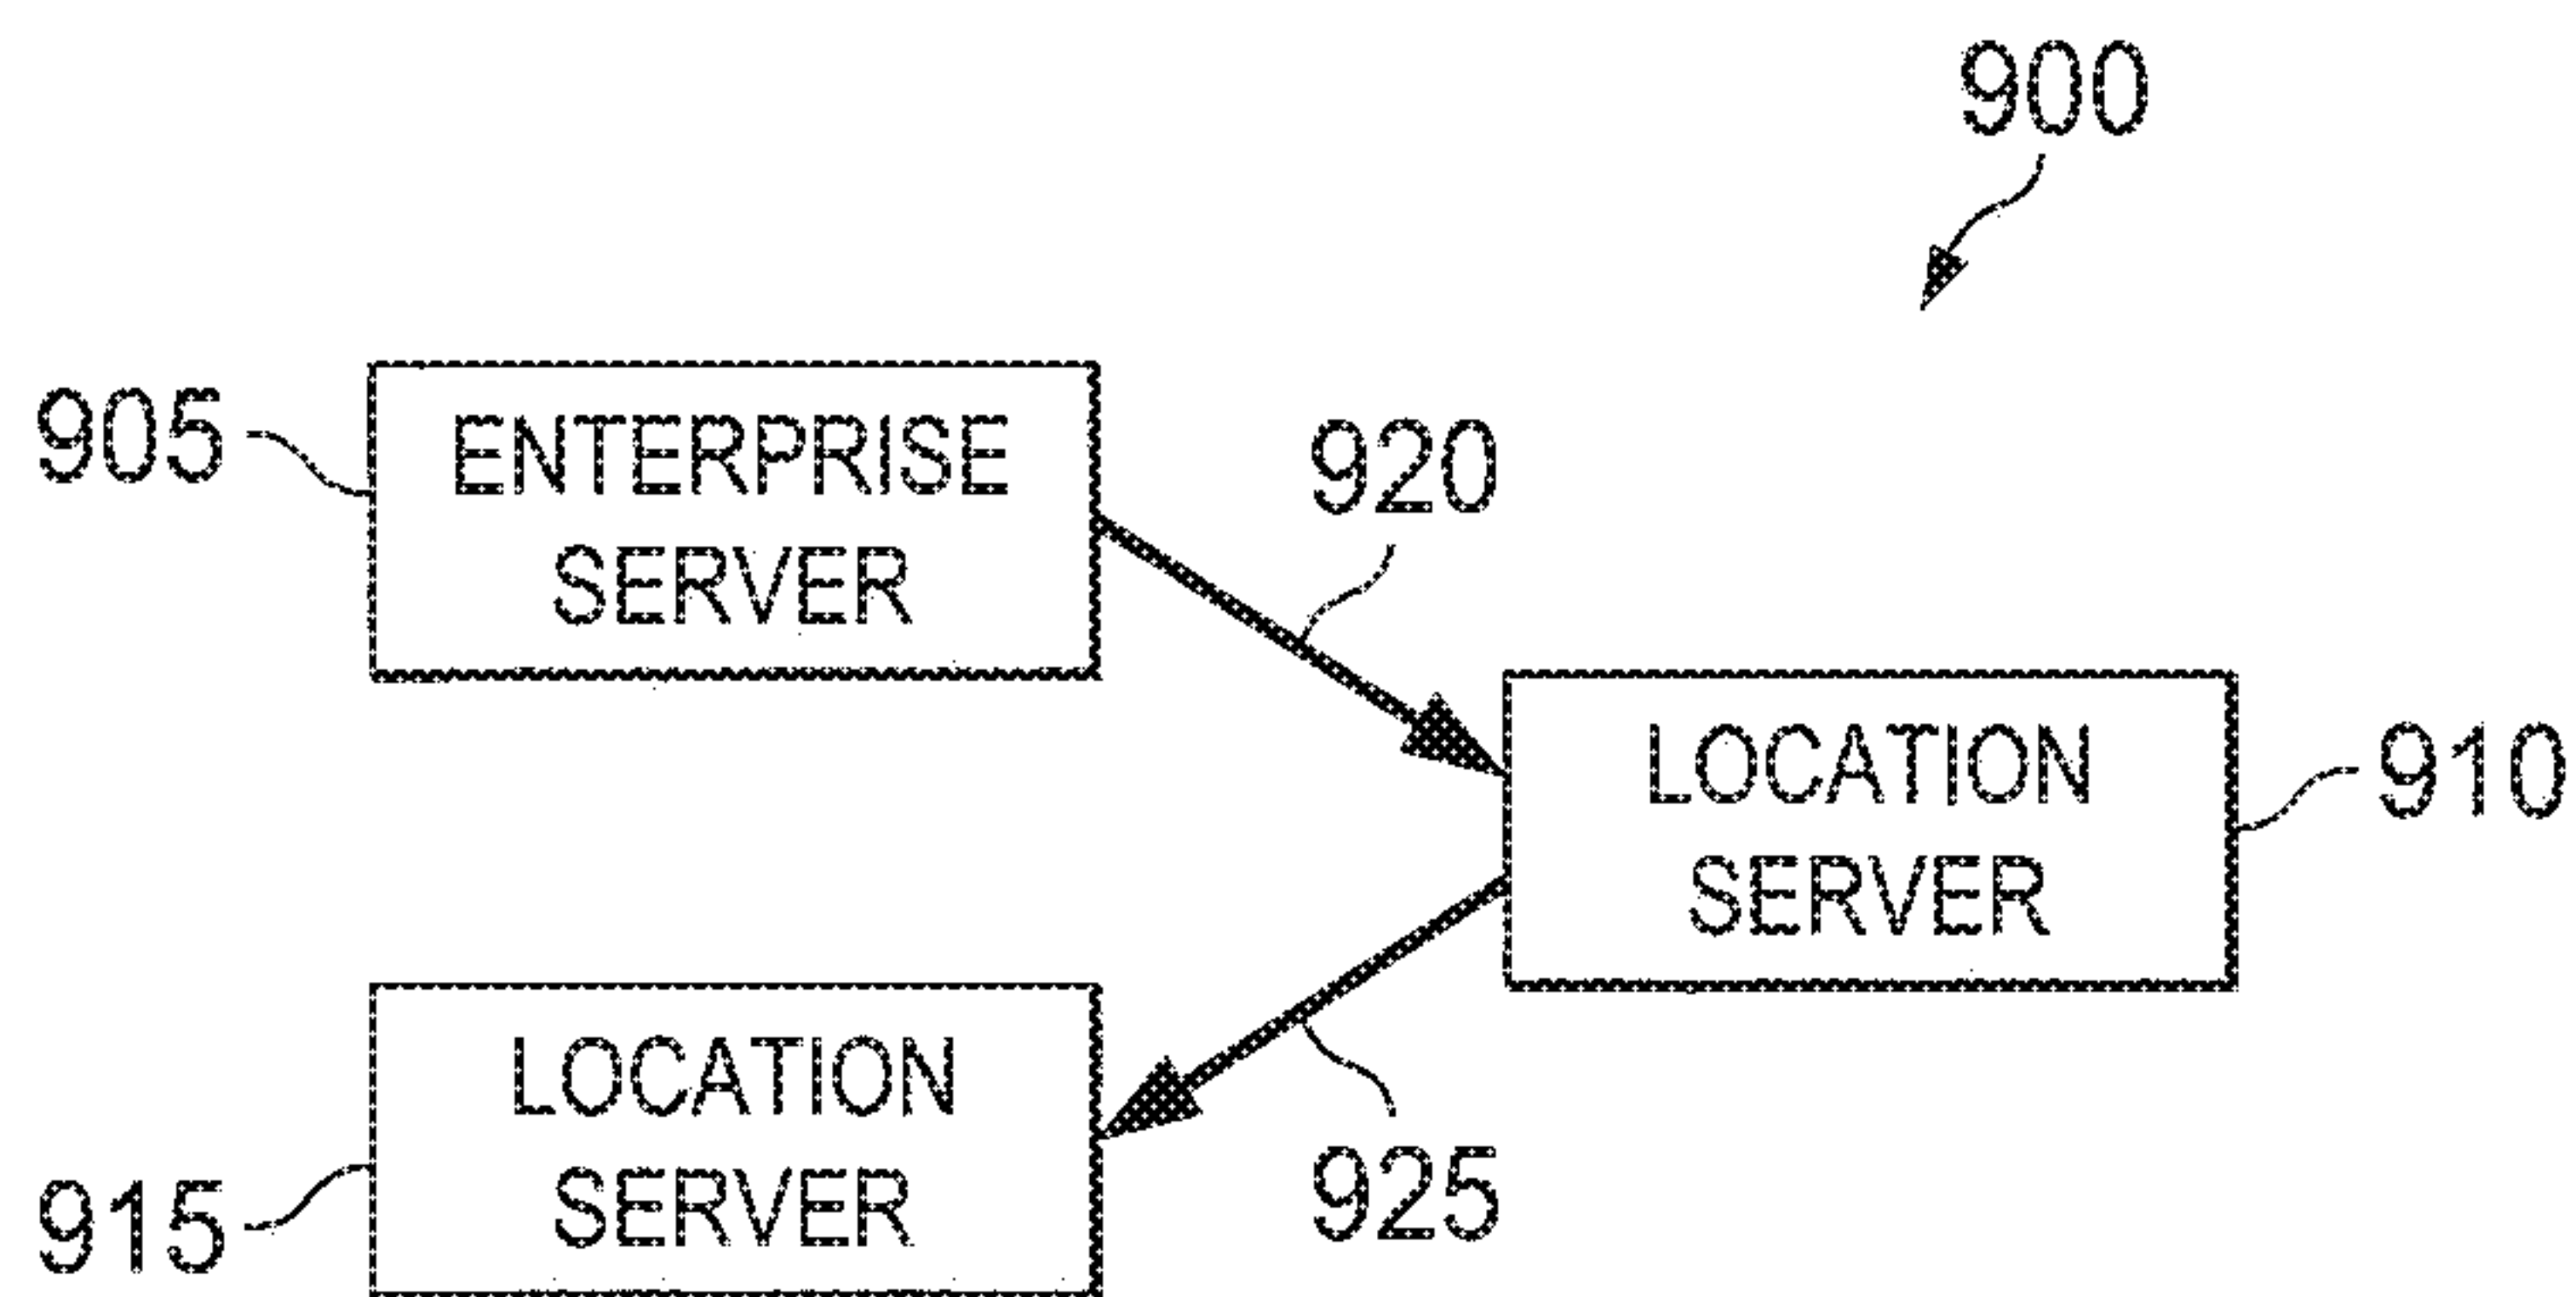 900
905
ENTERPRISE
SERVER
920
LOCATION
SERVER
910
LOCATION
SERVER
915
925